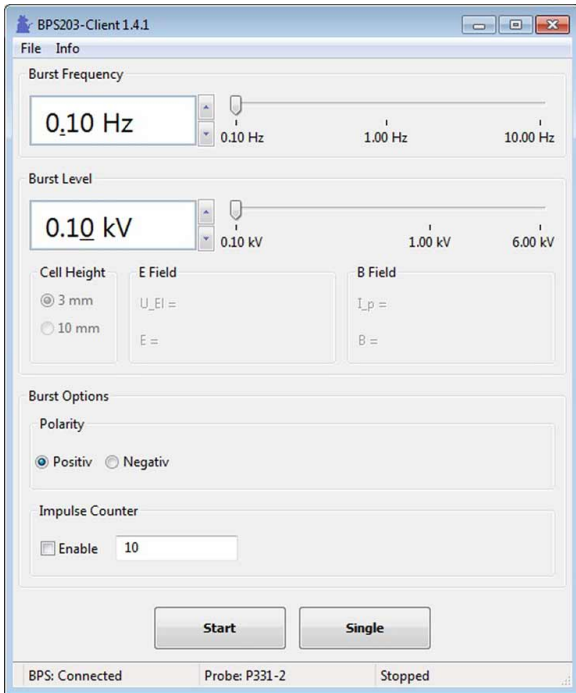 BPS203-Client 1.4.1
File Info
Burst Frequency
0.10 Hz
0.10 Hz 1.00 Hz 10.00 Hz
Burst Level
0.10 kV
0.10 kV 1.00 kV 6.00 kV
Cell Height
3 mm
10 mm
E Field
U_El =
E =
B Field
I_p =
B =
Burst Options
Polarity
Positiv Negativ
Impulse Counter
Enable 10
Start Single
BPS: Connected Probe: P331-2 Stopped